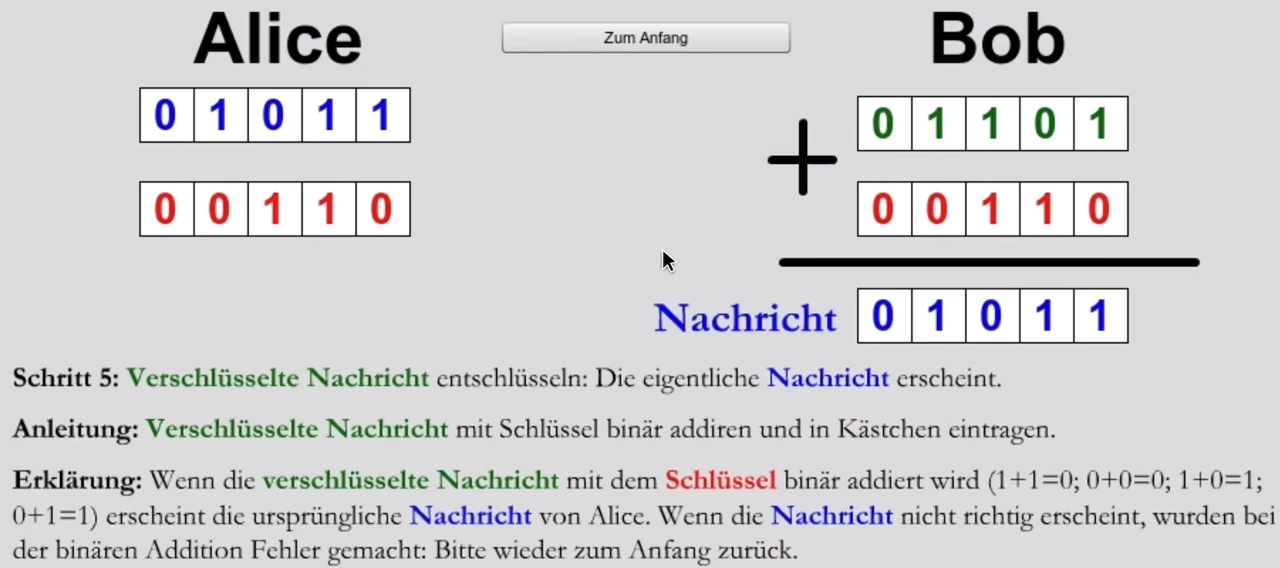 Alice
Zum Anfang
Bob
0 1 0 1 1
0 1 1 0 1
+
0 0 1 1 0
0 0 1 1 0
Nachricht 0 1 0 1 1
Schritt 5: Verschlüsselte Nachricht entschlüsseln: Die eigentliche Nachricht erscheint.
Anleitung: Verschlüsselte Nachricht mit Schlüssel binär addiren und in Kästchen eintragen.
Erklärung: Wenn die verschlüsselte Nachricht mit dem Schlüssel binär addiert wird (1+1=0; 0+0=0; 1+0=1;
0+1=1) erscheint die ursprüngliche Nachricht von Alice. Wenn die Nachricht nicht richtig erscheint, wurden bei
der binären Addition Fehler gemacht: Bitte wieder zum Anfang zurück.